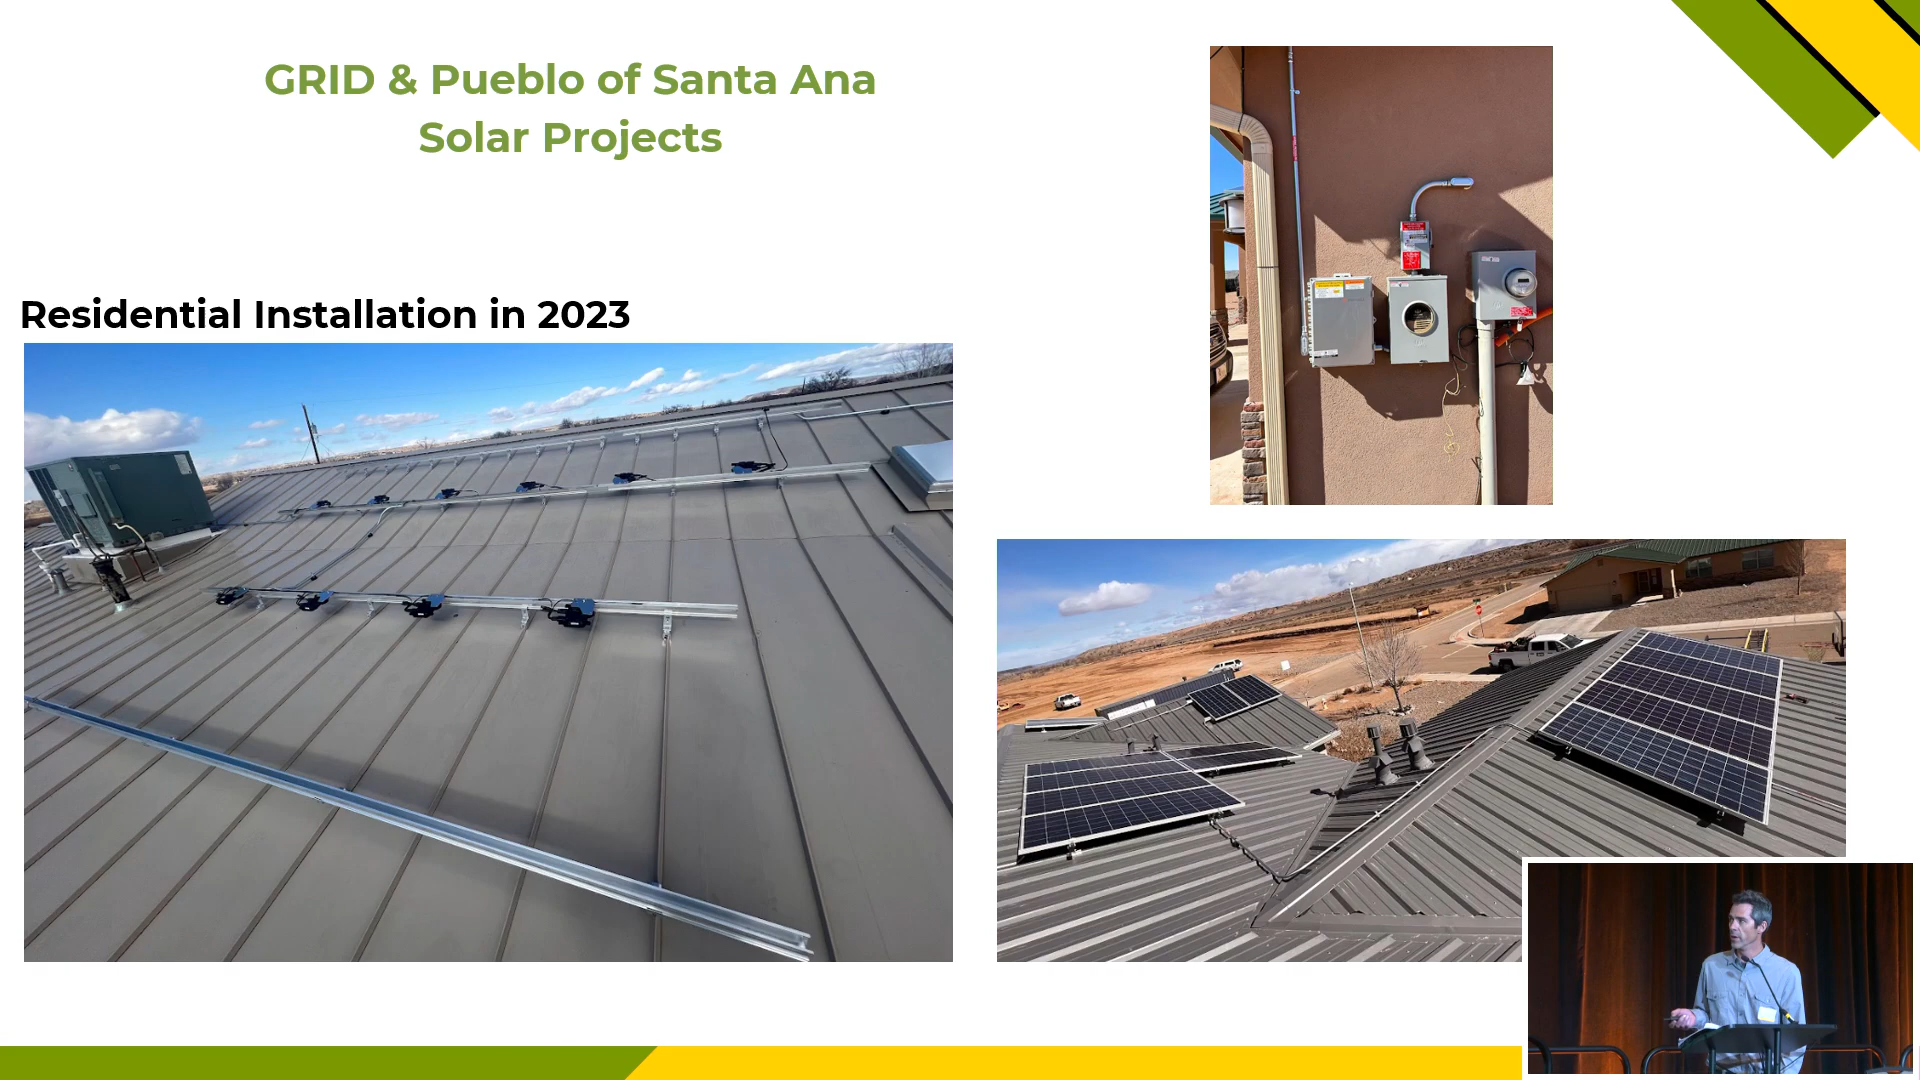 GRID & Pueblo of Santa Ana
Solar Projects
Residential Installation in 2023